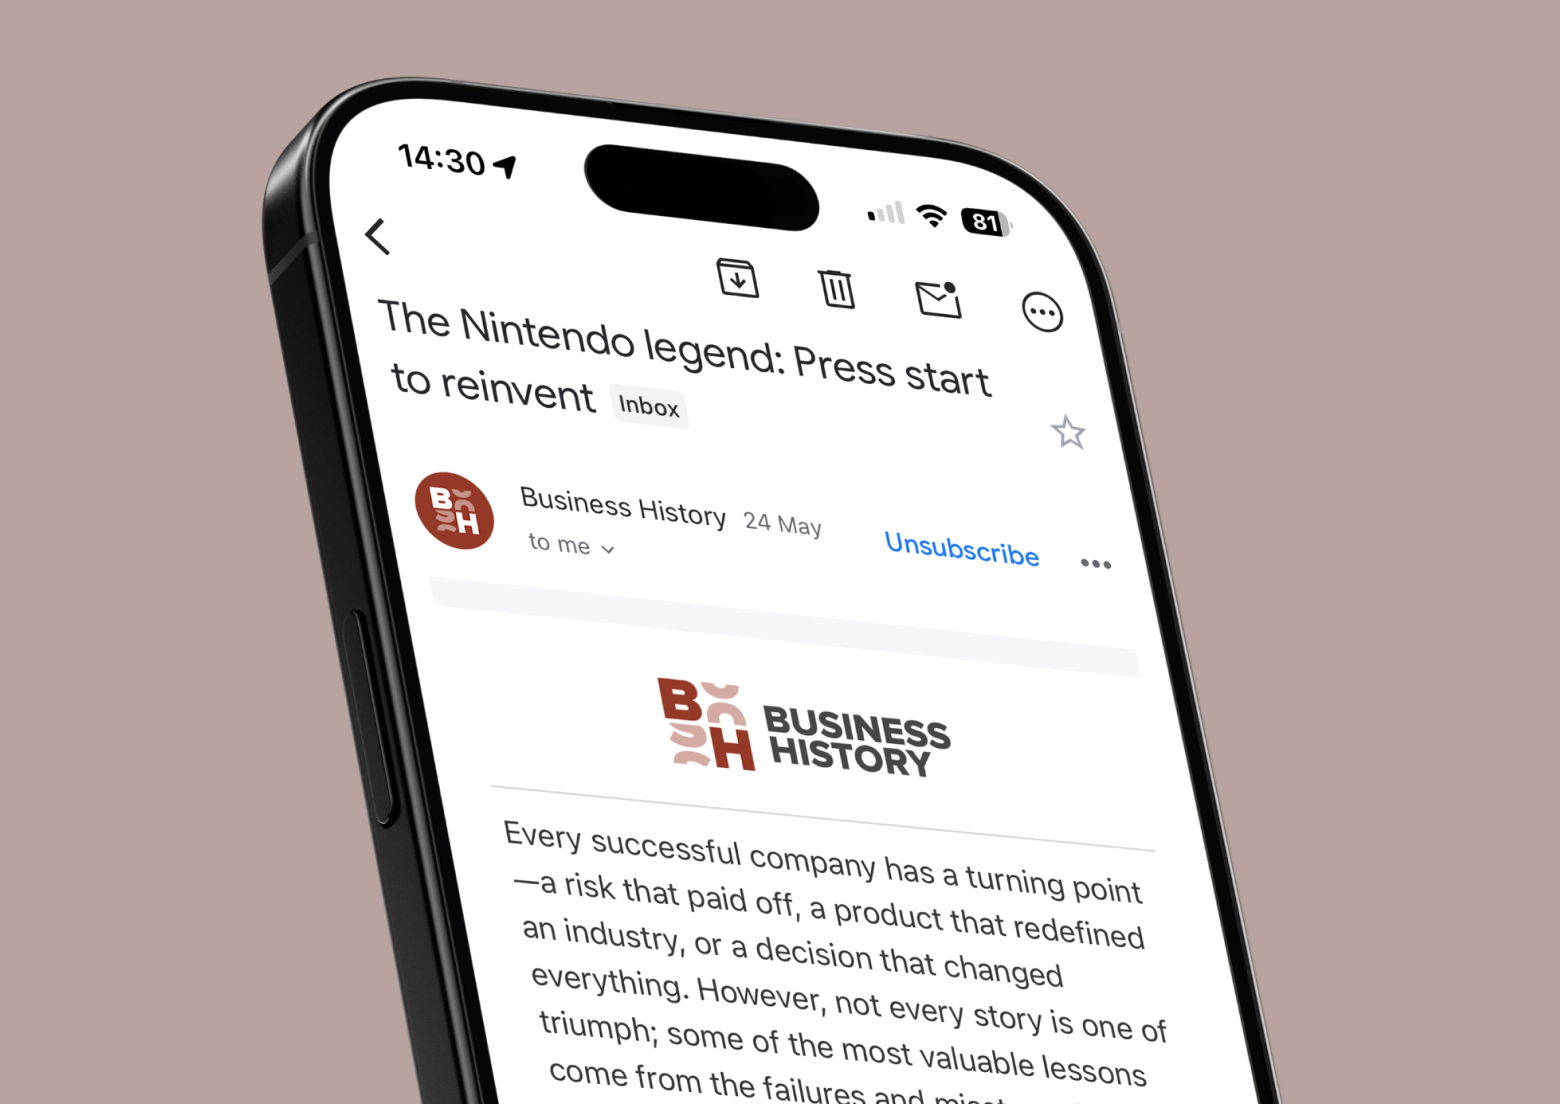 14:30
81
The Nintendo legend: Press start
to reinvent Inbox
BH
Business History 24 May
Unsubscribe
to me
BH
BUSINESS
HISTORY
Every successful company has a turning point
—a risk that paid off, a product that redefined
an industry, or a decision that changed
everything. However, not every story is one of
triumph; some of the most valuable lessons
come from the failures and